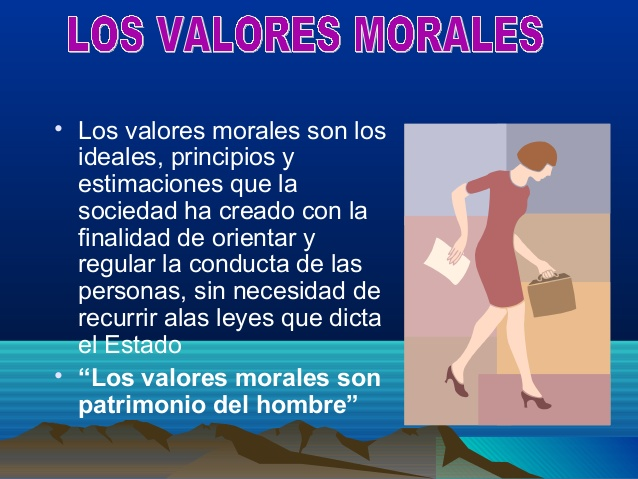 LOS VALORES MORALES
• Los valores morales son los
ideales, principios y
estimaciones que la
sociedad ha creado con la
finalidad de orientar y
regular la conducta de las
personas, sin necesidad de
recurrir alas leyes que dicta
el Estado
• “Los valores morales son
patrimonio del hombre”